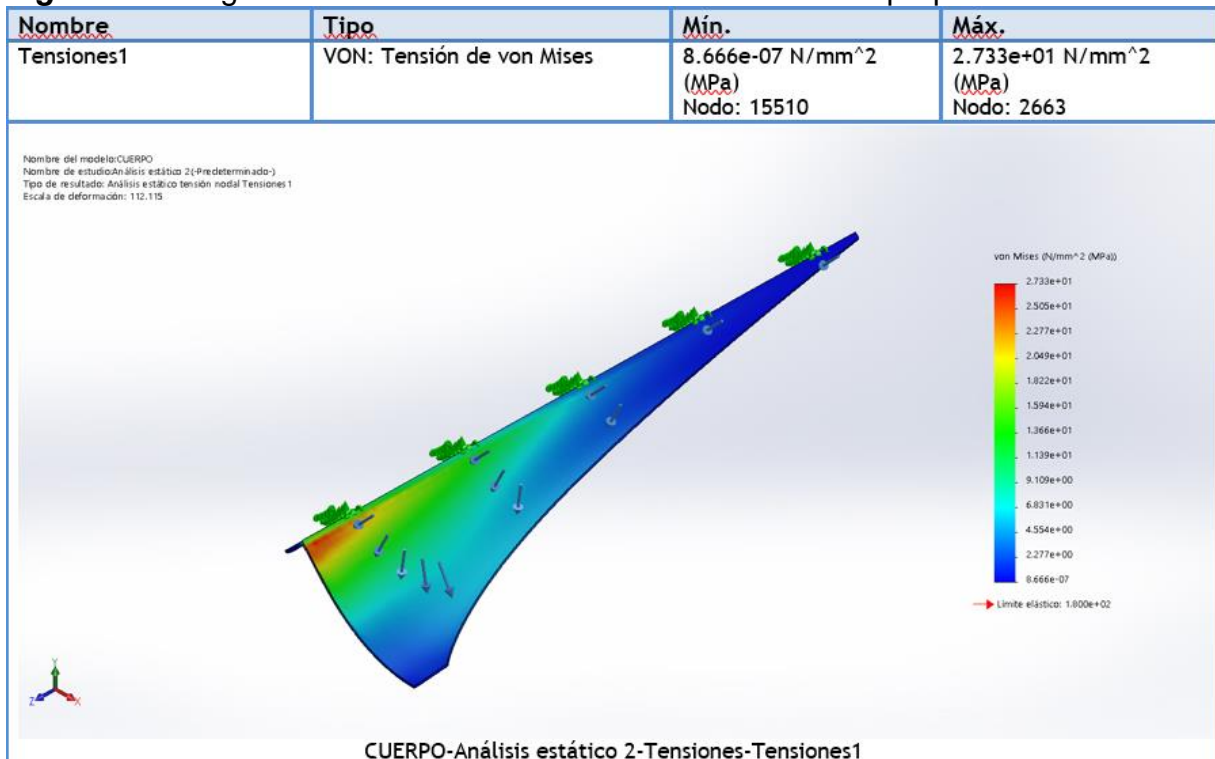 Nombre
Tipo
Mín.
Máx.
Tensiones1
VON: Tensión de von Mises
8.666e-07 N/mm^2
(MPa)
Nodo: 15510
2.733e+01 N/mm^2
(MPa)
Nodo: 2663
Nombre del modelo:CUERPO
Nombre de estudio:Análisis estático 2(-Predeterminado-)
Tipo de resultado: Análisis estático tensión nodal Tensiones1
Escala de deformación: 112.115
von Mises (N/mm^2 (MPa))
2.733e+01
2.505e+01
2.277e+01
2.049e+01
1.822e+01
1.594e+01
1.366e+01
1.139e+01
9.109e+00
6.831e+00
4.554e+00
2.277e+00
8.666e-07
Límite elástico: 1.800e+02
Y
Z
X
CUERPO-Análisis estático 2-Tensiones-Tensiones1